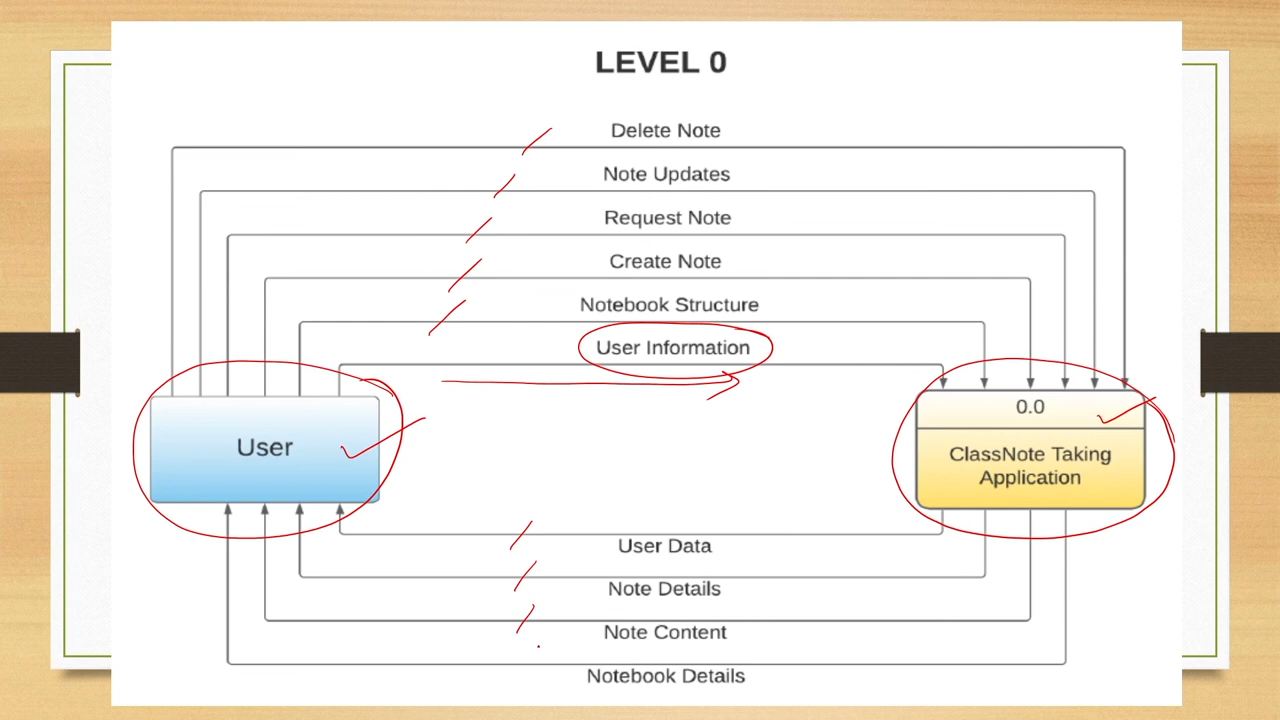 LEVEL 0
Delete Note
Note Updates
Request Note
Create Note
Notebook Structure
User Information
User
0.0
ClassNote Taking
Application
User Data
Note Details
Note Content
Notebook Details